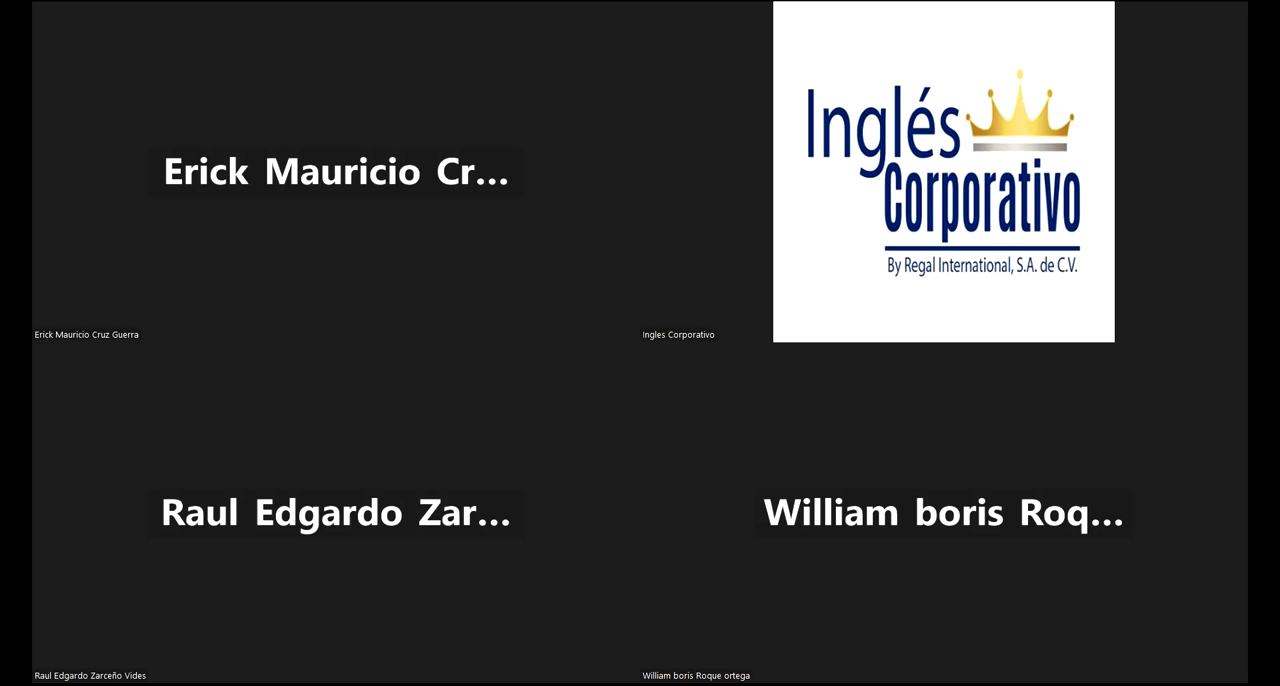 Erick Mauricio Cr...
Erick Mauricio Cruz Guerra
Inglés
Corporativo
By Regal International, S.A. de C.V.
Ingles Corporativo
Raul Edgardo Zar...
Raul Edgardo Zarceño Vides
William boris Roq...
William boris Roque ortega